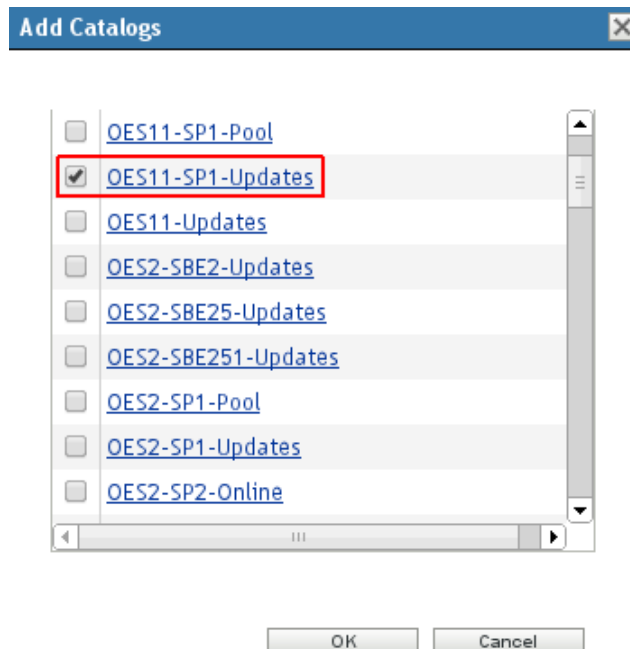 Add Catalogs
OES11-SP1-Pool
OES11-SP1-Updates
OES11-Updates
OES2-SBE2-Updates
OES2-SBE25-Updates
OES2-SBE251-Updates
OES2-SP1-Pool
OES2-SP1-Updates
OES2-SP2-Online
OK Cancel